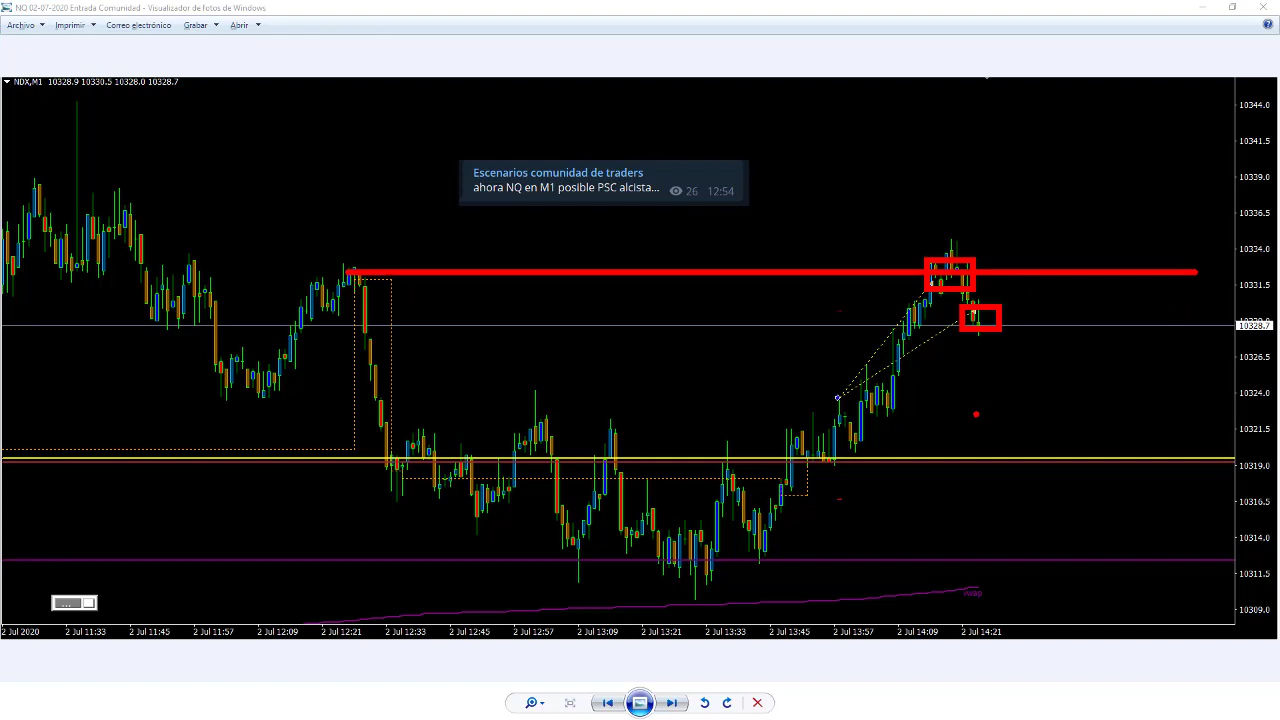 NQ 02-07-2020 Entrada Comunidad - Visualizador de fotos de Windows
Archivo Imprimir Correo electrónico Grabar Abrir
NDX,M1 10328.9 10330.5 10328.0 10328.7
10344.0
10341.5
10339.0
Escenarios comunidad de traders
ahora NQ en M1 posible PSC alcista... 26 12:54
10336.5
10334.0
10331.5
10328.7
10326.5
10324.0
10321.5
10319.0
10316.5
10314.0
10311.5
vwap
...
10309.0
2 Jul 2020 2 Jul 11:33 2 Jul 11:45 2 Jul 11:57 2 Jul 12:09 2 Jul 12:21 2 Jul 12:33 2 Jul 12:45 2 Jul 12:57 2 Jul 13:09 2 Jul 13:21 2 Jul 13:33 2 Jul 13:45 2 Jul 13:57 2 Jul 14:09 2 Jul 14:21